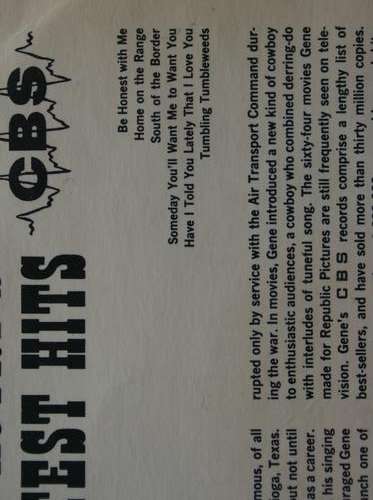 CBS
TEST HITS
Be Honest with Me
Home on the Range
South of the Border
Someday You'll Want Me to Want You
Have I Told You Lately That I Love You
Tumbling Tumbleweeds
mous, of all
ioga, Texas.
ut not until
as a career.
his singing
raged Gene
nch one of
rupted only by service with the Air Transport Command dur-
ing the war. In movies, Gene introduced a new kind of cowboy
to enthusiastic audiences, a cowboy who combined derring-do
with interludes of tuneful song. The sixty-four movies Gene
made for Republic Pictures are still frequently seen on tele-
vision. Gene's CBS records comprise a lengthy list of
best-sellers, and have sold more than thirty million copies.